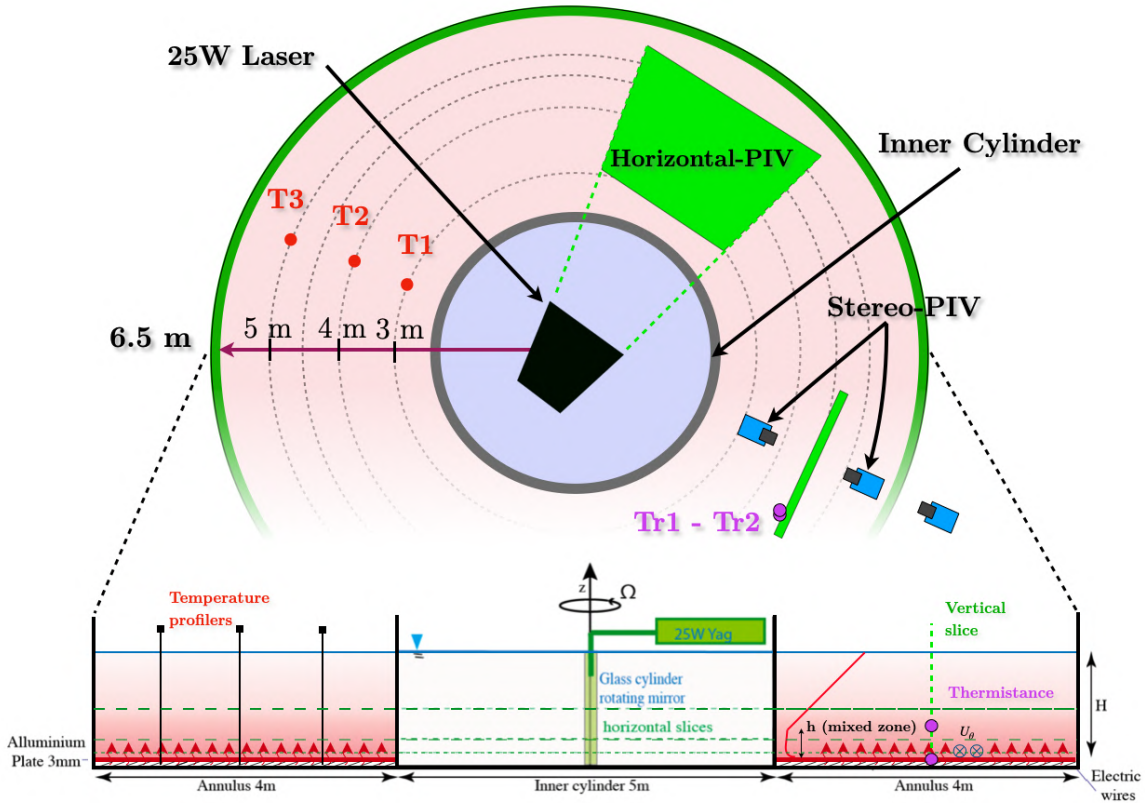 25W Laser
Horizontal-PIV
Inner Cylinder
T3
T2
T1
6.5 m
5 m
4 m
3 m
Stereo-PIV
Tr1 - Tr2
Temperature
profilers
z
Ω
25W Yag
Vertical
slice
Glass cylinder
rotating mirror
Thermistance
H
horizontal slices
h (mixed zone)
Uθ
Alluminium
Plate 3mm
Annulus 4m
Inner cylinder 5m
Annulus 4m
Electric
wires